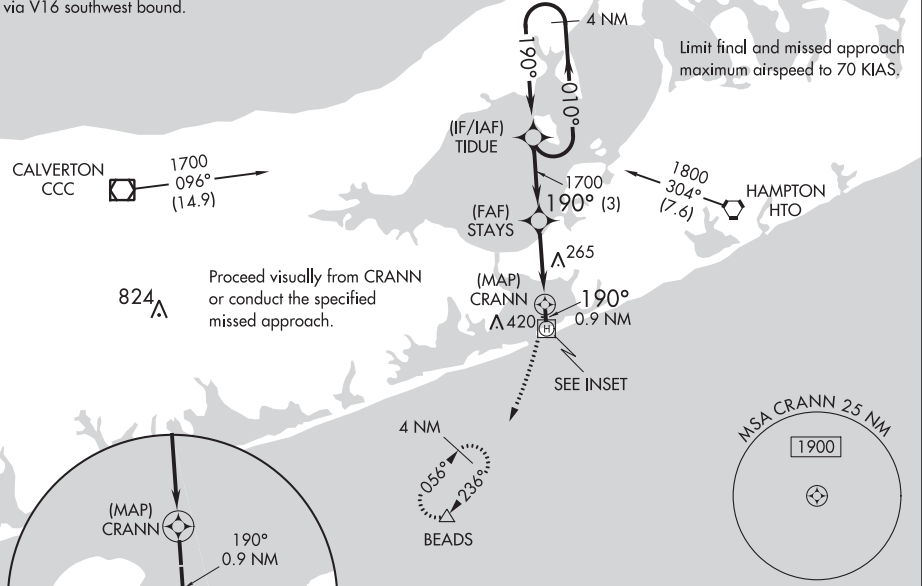 via V16 southwest bound.
4 NM
Limit final and missed approach
maximum airspeed to 70 KIAS.
190°
010°
(IF/IAF)
TIDUE
CALVERTON
CCC
1700
096°
(14.9)
1700
190° (3)
1800
304°
(7.6)
HAMPTON
HTO
(FAF)
STAYS
265
824
Proceed visually from CRANN
or conduct the specified
missed approach.
(MAP)
CRANN
190°
0.9 NM
420
H
SEE INSET
4 NM
056°
236°
BEADS
MSA CRANN 25 NM
1900
(MAP)
CRANN
190°
0.9 NM